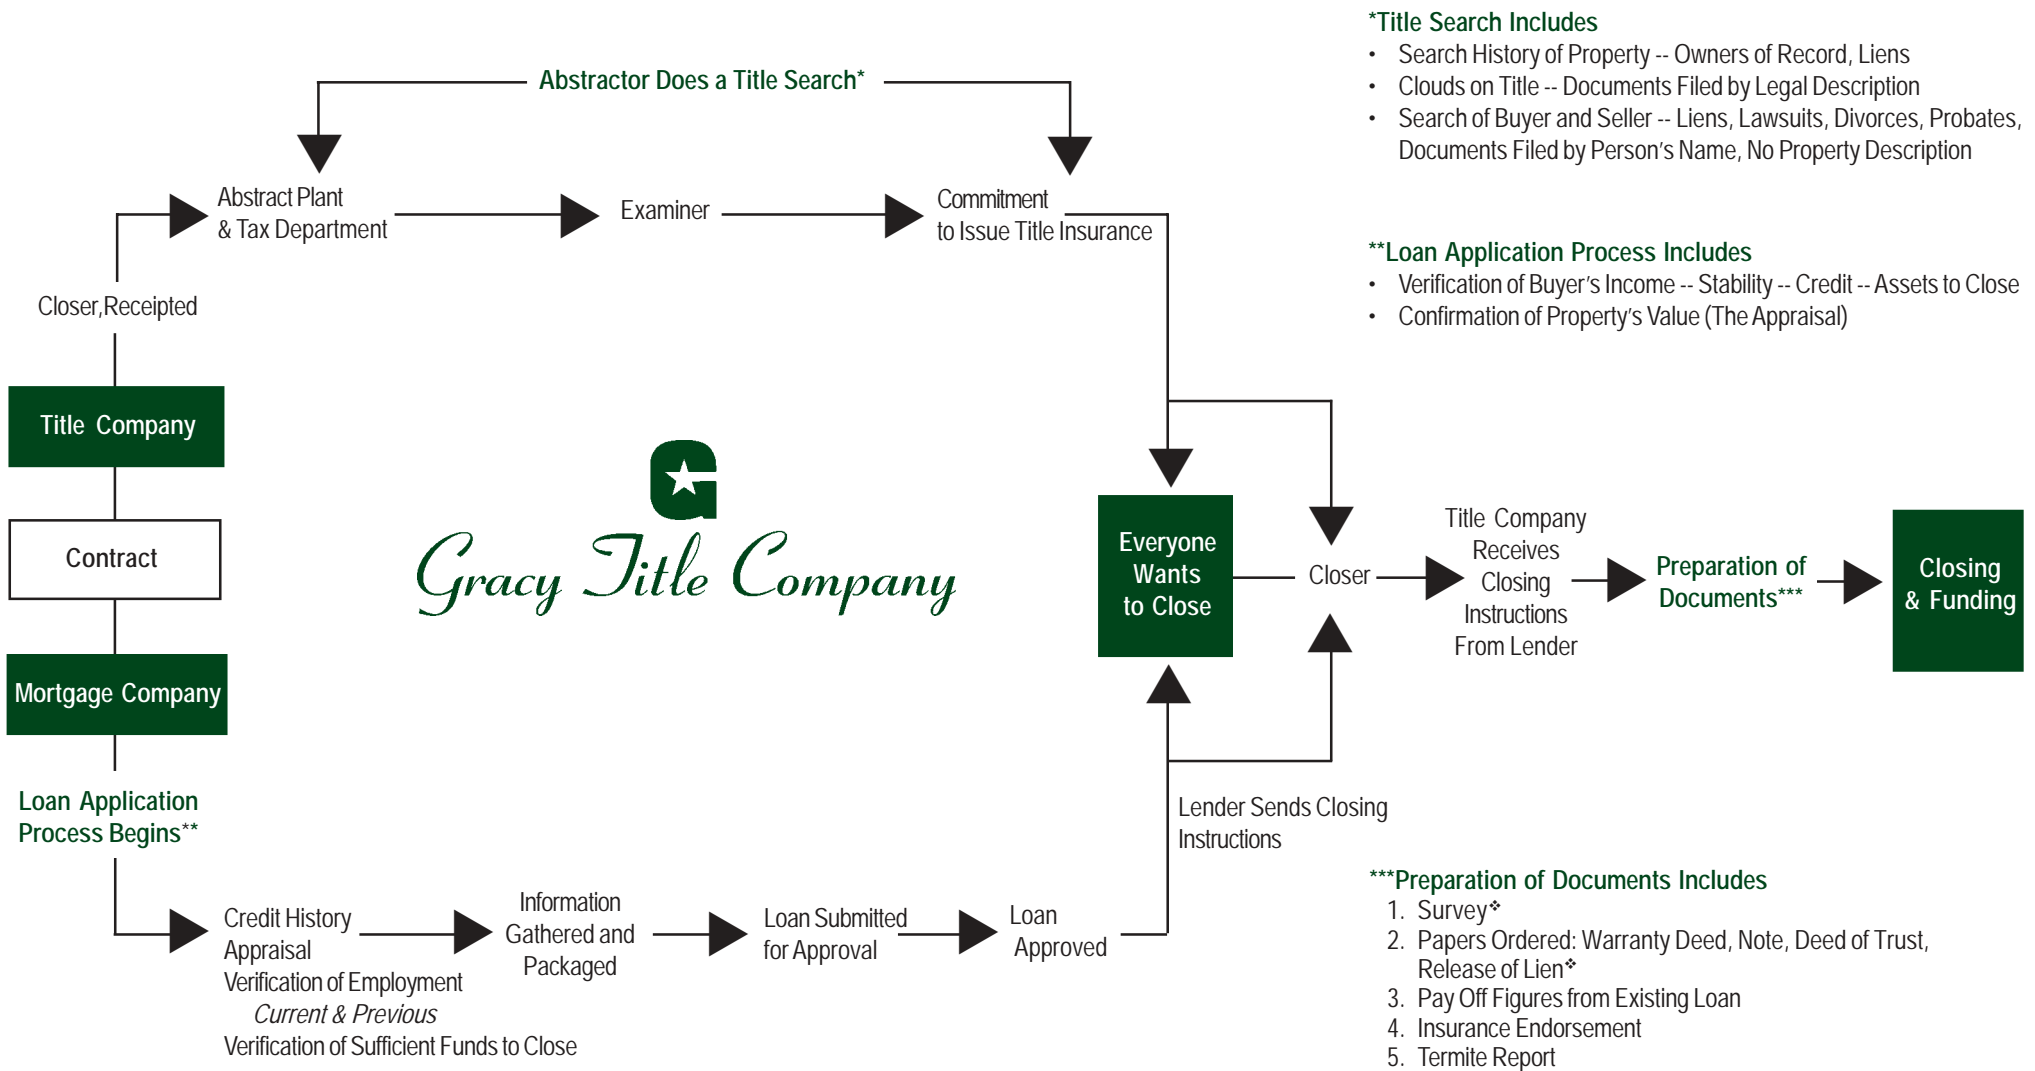 *Title Search Includes
• Search History of Property -- Owners of Record, Liens
• Clouds on Title -- Documents Filed by Legal Description
• Search of Buyer and Seller -- Liens, Lawsuits, Divorces, Probates,
Documents Filed by Person's Name, No Property Description
Abstractor Does a Title Search*
Abstract Plant
& Tax Department
Examiner
Commitment
to Issue Title Insurance
**Loan Application Process Includes
• Verification of Buyer's Income -- Stability -- Credit -- Assets to Close
• Confirmation of Property's Value (The Appraisal)
Closer,Receipted
Title Company
Contract
Mortgage Company
Gracy Title Company
Everyone
Wants
to Close
Closer
Title Company
Receives
Closing
Instructions
From Lender
Preparation of
Documents***
Closing
& Funding
Loan Application
Process Begins**
Credit History
Appraisal
Verification of Employment
Current & Previous
Verification of Sufficient Funds to Close
Information
Gathered and
Packaged
Loan Submitted
for Approval
Loan
Approved
Lender Sends Closing
Instructions
***Preparation of Documents Includes
1. Survey❖
2. Papers Ordered: Warranty Deed, Note, Deed of Trust,
Release of Lien❖
3. Pay Off Figures from Existing Loan
4. Insurance Endorsement
5. Termite Report